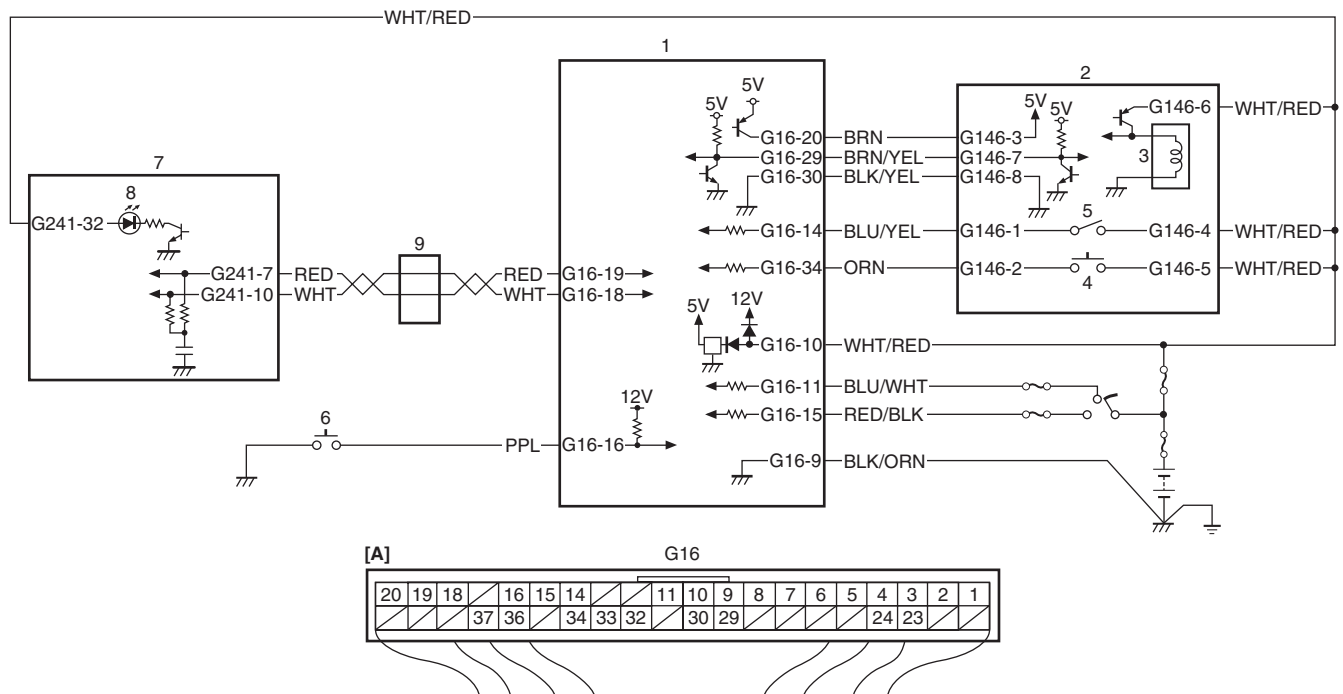 WHT/RED
1
2
5V
5V
5V
5V
G146-6
WHT/RED
G16-20
BRN
G146-3
G16-29
BRN/YEL
G146-7
3
G16-30
BLK/YEL
G146-8
7
8
G241-32
5
G16-14
BLU/YEL
G146-1
G146-4
WHT/RED
9
G16-34
ORN
G146-2
G146-5
WHT/RED
4
G241-7
RED
RED
G16-19
G241-10
WHT
WHT
G16-18
5V
12V
G16-10
WHT/RED
G16-11
BLU/WHT
12V
G16-15
RED/BLK
6
PPL
G16-16
G16-9
BLK/ORN
[A]
G16
20 19 18 16 15 14 11 10 9 8 7 6 5 4 3 2 1
37 36 34 33 32 30 29 24 23